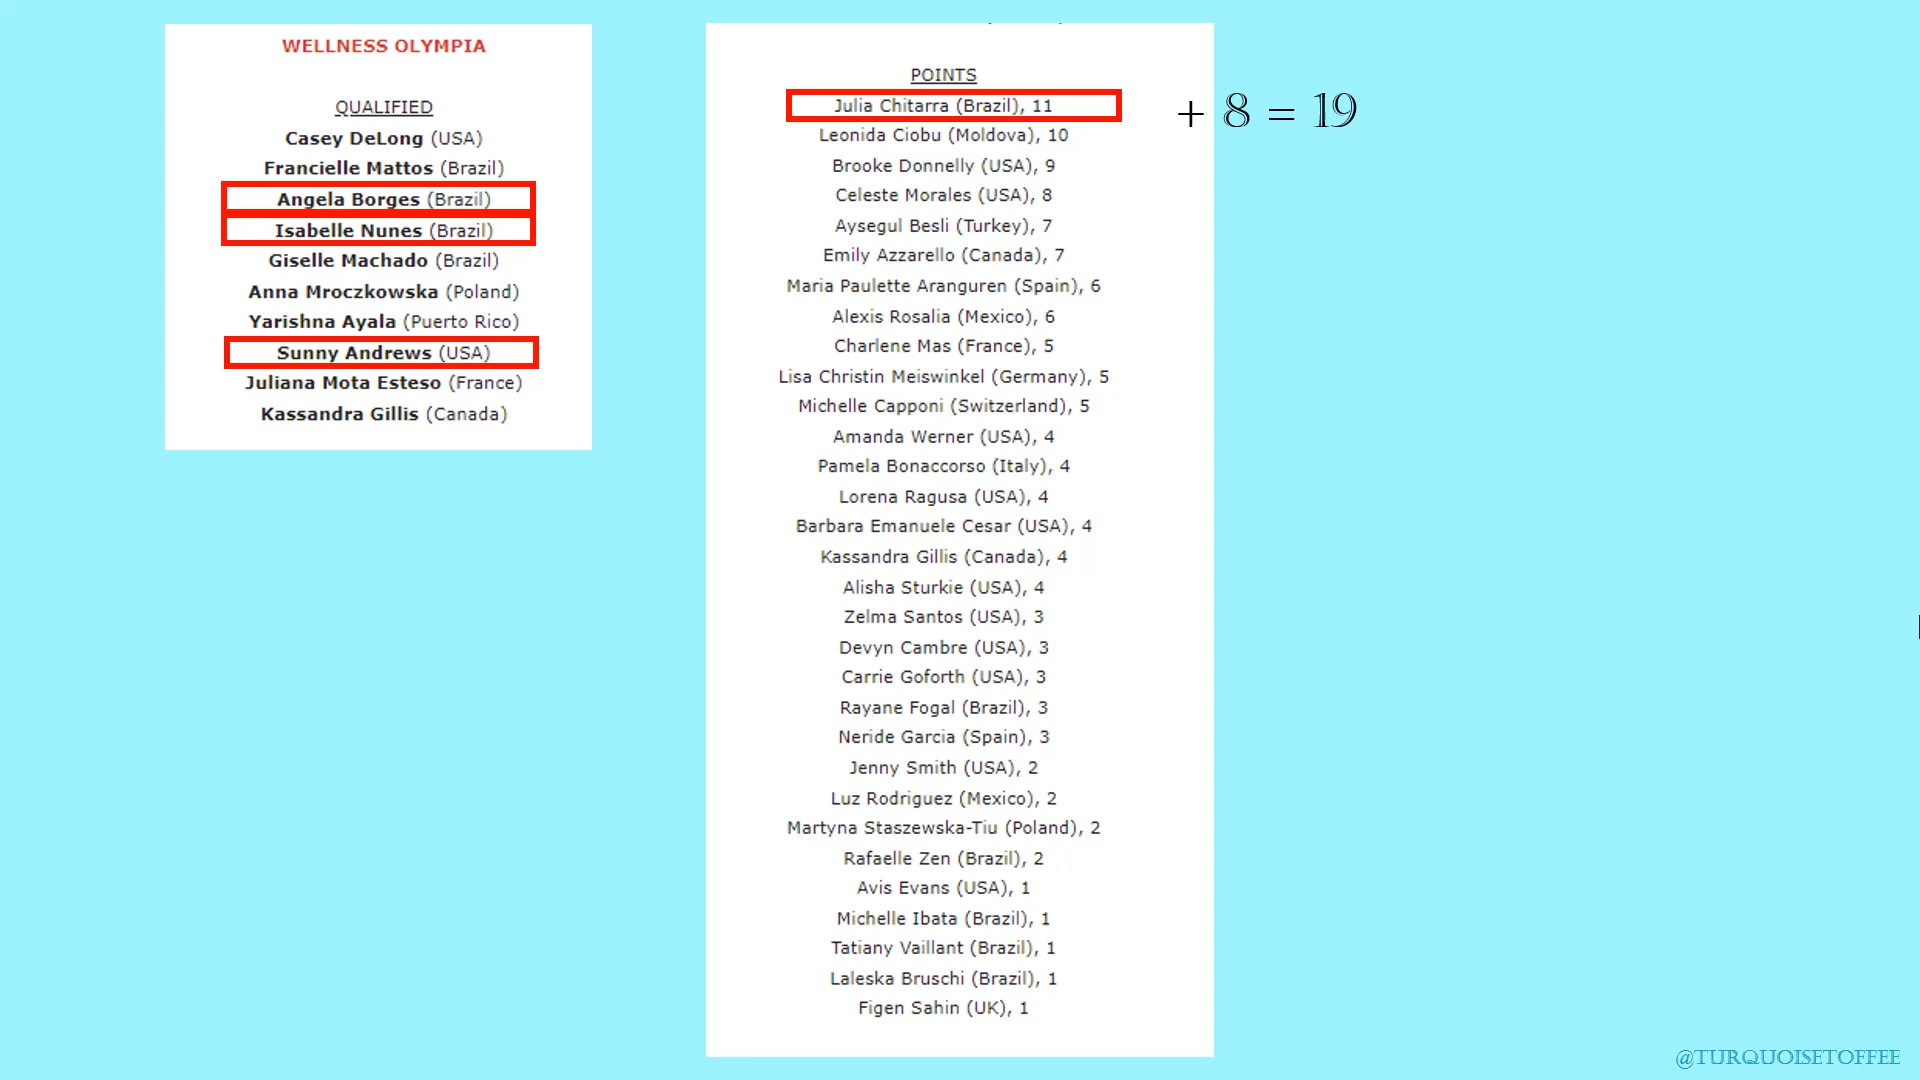 WELLNESS OLYMPIA
QUALIFIED
Casey DeLong (USA)
Francielle Mattos (Brazil)
Angela Borges (Brazil)
Isabelle Nunes (Brazil)
Giselle Machado (Brazil)
Anna Mroczkowska (Poland)
Yarishna Ayala (Puerto Rico)
Sunny Andrews (USA)
Juliana Mota Esteso (France)
Kassandra Gillis (Canada)
POINTS
Julia Chitarra (Brazil), 11 + 8 = 19
Leonida Ciobu (Moldova), 10
Brooke Donnelly (USA), 9
Celeste Morales (USA), 8
Aysegul Besli (Turkey), 7
Emily Azzarello (Canada), 7
Maria Paulette Aranguren (Spain), 6
Alexis Rosalia (Mexico), 6
Charlene Mas (France), 5
Lisa Christin Meiswinkel (Germany), 5
Michelle Capponi (Switzerland), 5
Amanda Werner (USA), 4
Pamela Bonaccorso (Italy), 4
Lorena Ragusa (USA), 4
Barbara Emanuele Cesar (USA), 4
Kassandra Gillis (Canada), 4
Alisha Sturkie (USA), 4
Zelma Santos (USA), 3
Devyn Cambre (USA), 3
Carrie Goforth (USA), 3
Rayane Fogal (Brazil), 3
Neride Garcia (Spain), 3
Jenny Smith (USA), 2
Luz Rodriguez (Mexico), 2
Martyna Staszewska-Tiu (Poland), 2
Rafaelle Zen (Brazil), 2
Avis Evans (USA), 1
Michelle Ibata (Brazil), 1
Tatiany Vaillant (Brazil), 1
Laleska Bruschi (Brazil), 1
Figen Sahin (UK), 1
@TURQUOISETOFFEE